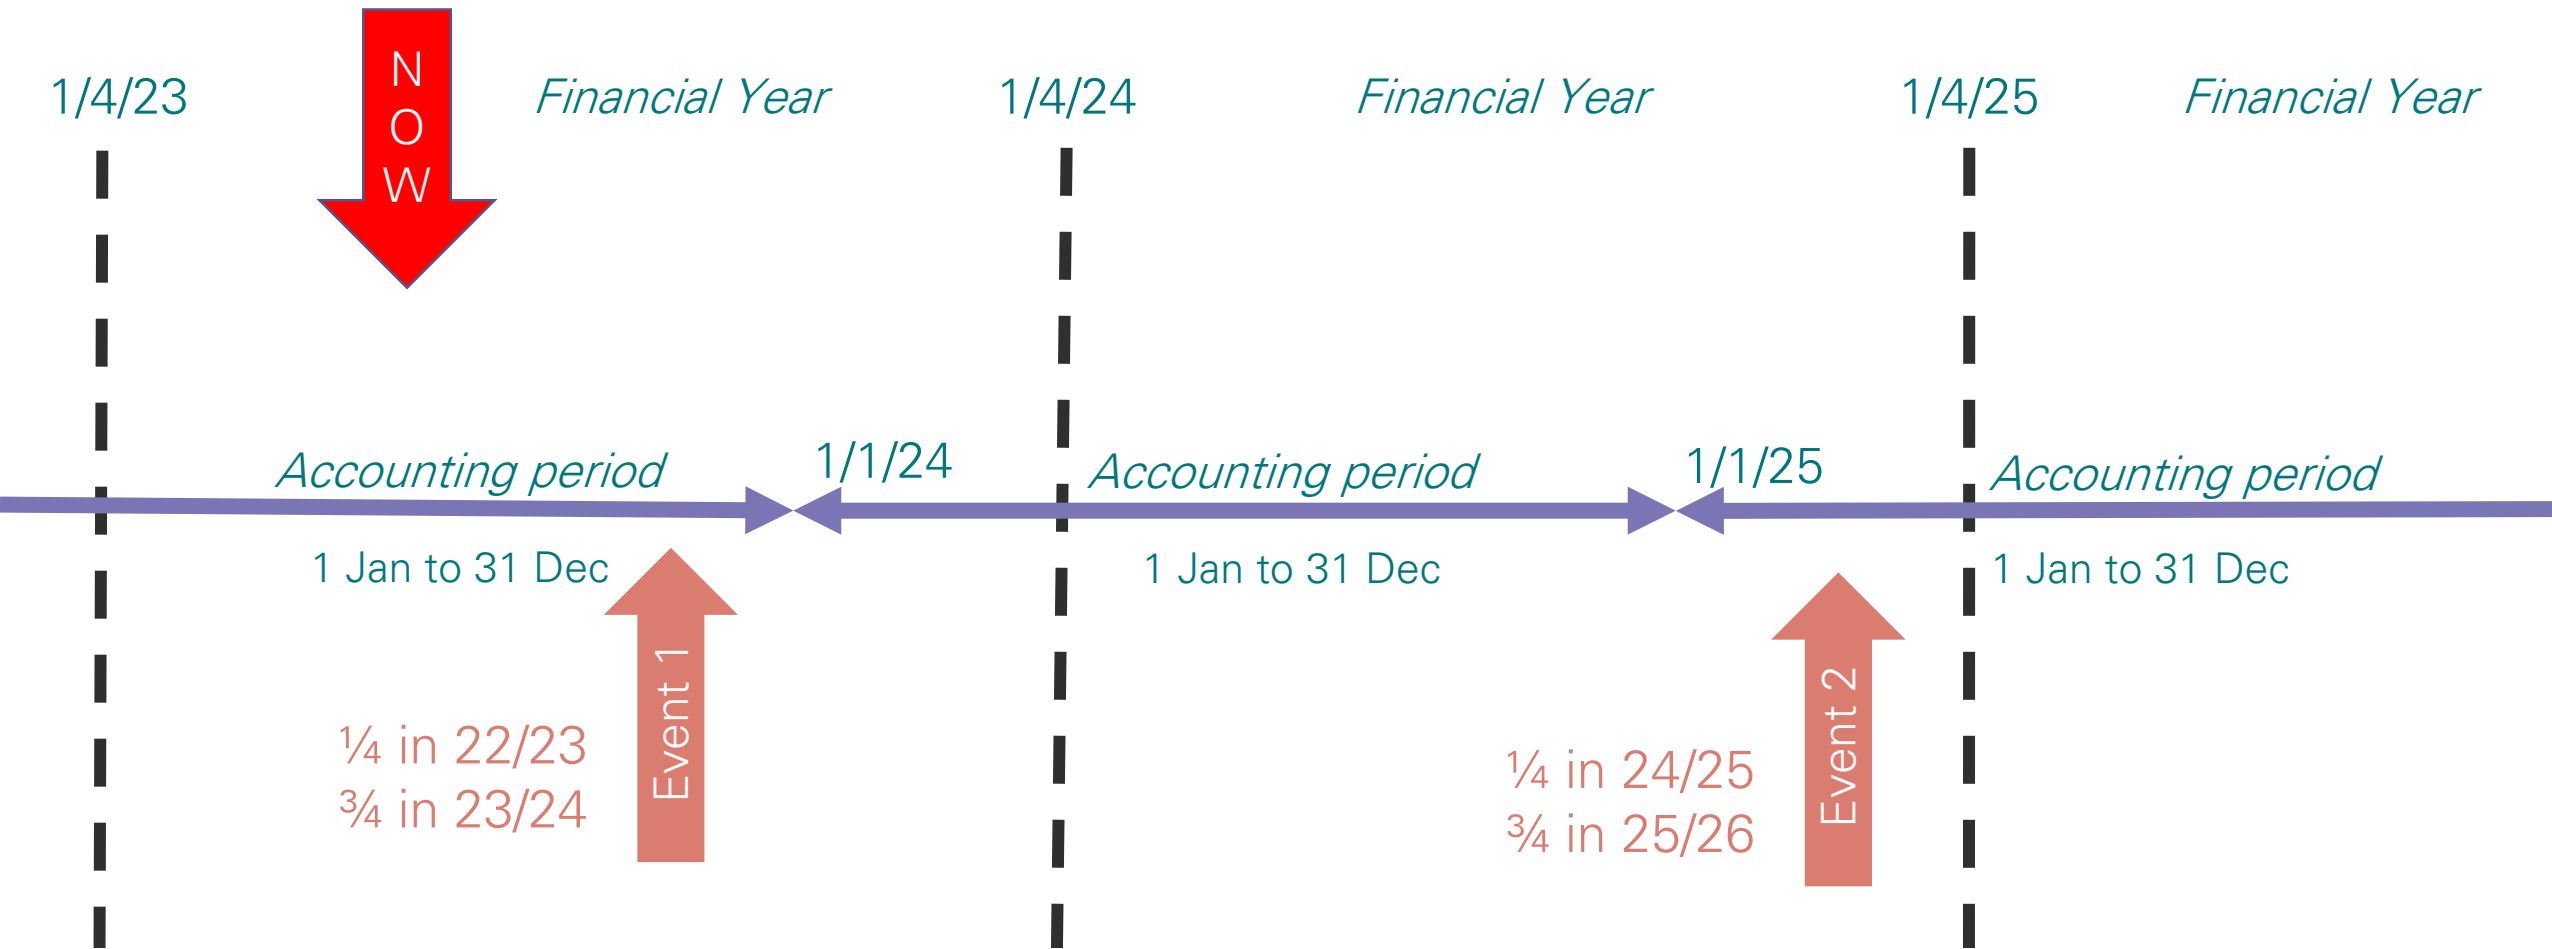 N
O
W
1/4/23
Financial Year
1/4/24
Financial Year
1/4/25
Financial Year
Accounting period
1/1/24
Accounting period
1/1/25
Accounting period
1 Jan to 31 Dec
1 Jan to 31 Dec
1 Jan to 31 Dec
¼ in 22/23
¾ in 23/24
Event 1
¼ in 24/25
¾ in 25/26
Event 2